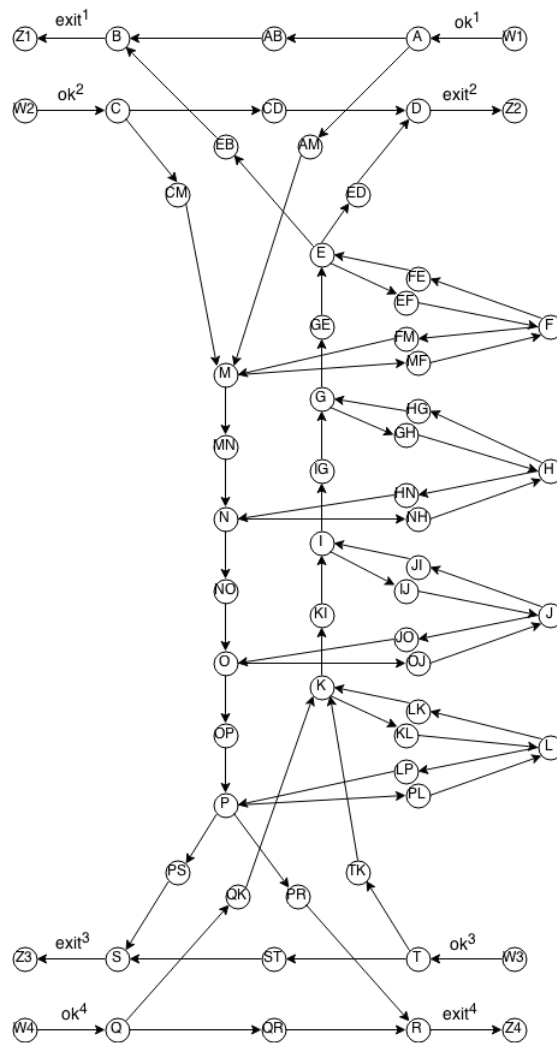 exit¹ ok¹
Z1 B AB A W1
ok² exit²
W2 C CD D Z2
EB AM
CM ED
E
FE
EF
GE F
FM
MF
M
G
HG
GH
MN
IG H
HN
N NH
I
JI
NO IJ
KI J
JO
O OJ
K
LK
OP KL
L
LP
P PL
PS TK
QK PR
exit³ ok³
Z3 S ST T W3
ok⁴ exit⁴
W4 Q QR R Z4